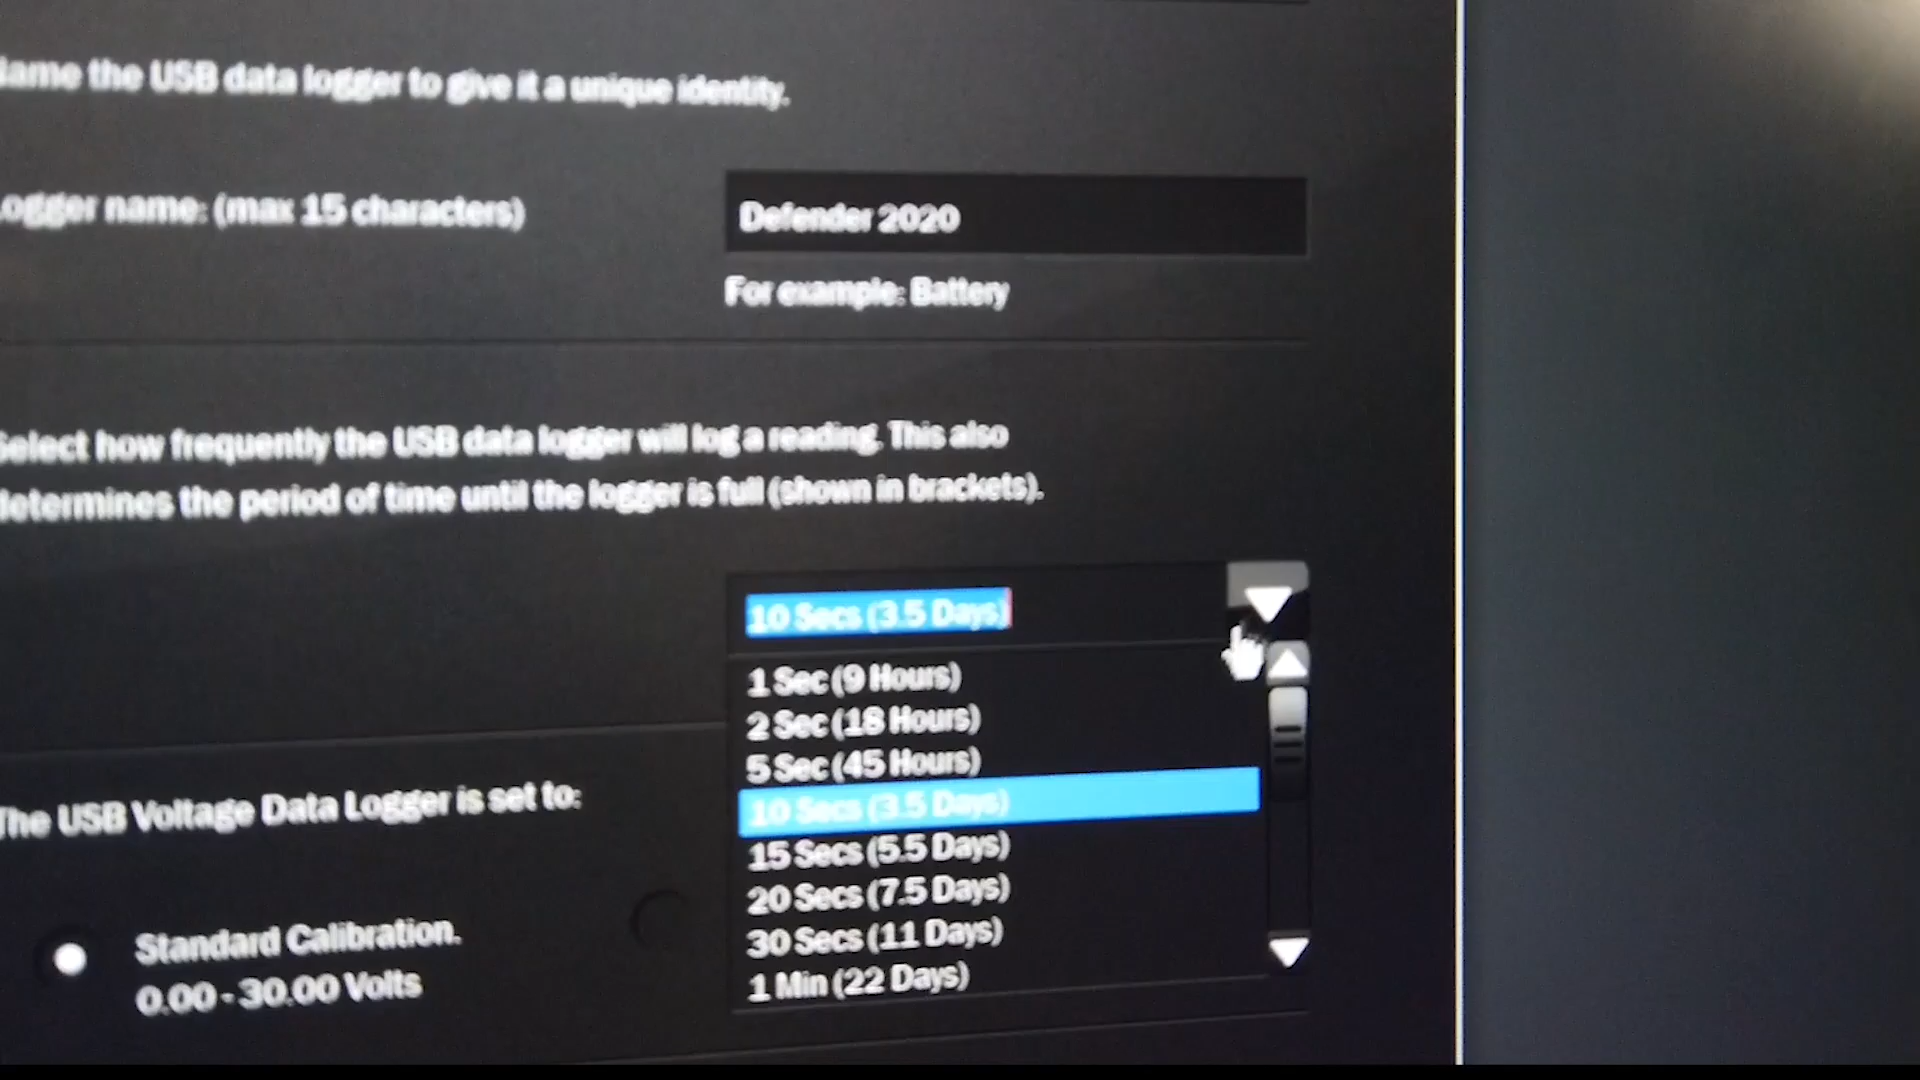 ame the USB data logger to give it a unique identity.
ogger name: (max 15 characters)
Defender 2020
For example: Battery
Select how frequently the USB data logger will log a reading. This also
determines the period of time until the logger is full (shown in brackets).
10 Secs (3.5 Days)
1 Sec (9 Hours)
2 Sec (18 Hours)
5 Sec (45 Hours)
10 Secs (3.5 Days)
15 Secs (5.5 Days)
20 Secs (7.5 Days)
30 Secs (11 Days)
1 Min (22 Days)
The USB Voltage Data Logger is set to:
Standard Calibration.
0.00 - 30.00 Volts